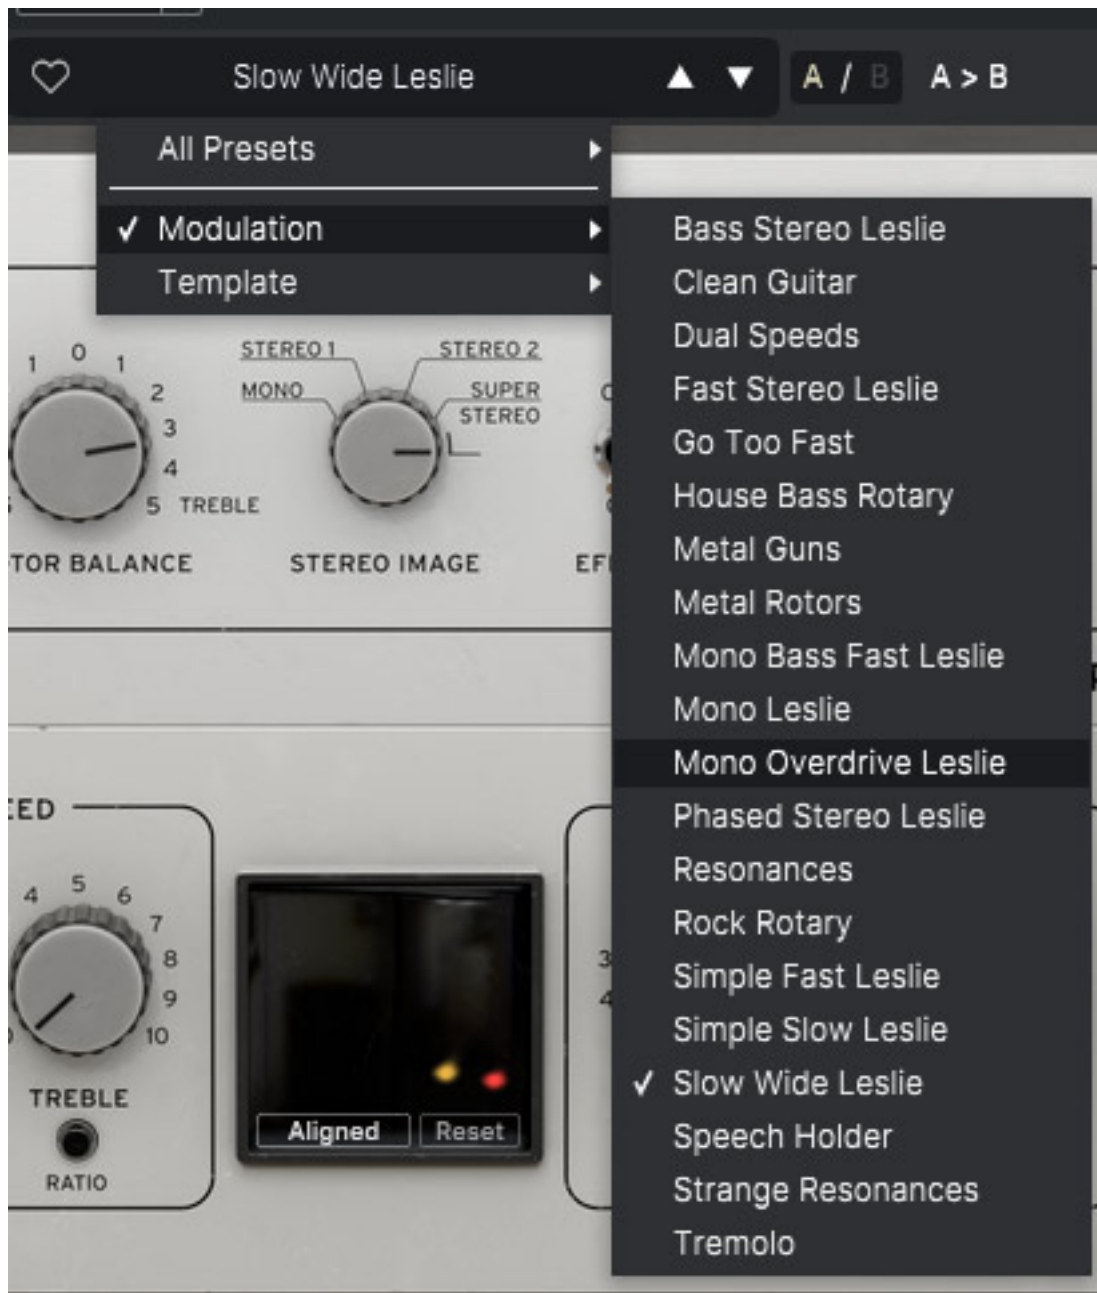 Slow Wide Leslie
A / B
A > B
All Presets
✓ Modulation
Template
Bass Stereo Leslie
Clean Guitar
Dual Speeds
Fast Stereo Leslie
Go Too Fast
House Bass Rotary
Metal Guns
Metal Rotors
Mono Bass Fast Leslie
Mono Leslie
Mono Overdrive Leslie
Phased Stereo Leslie
Resonances
Rock Rotary
Simple Fast Leslie
Simple Slow Leslie
✓ Slow Wide Leslie
Speech Holder
Strange Resonances
Tremolo
1 0 1
2
3
4
5 TREBLE
TOR BALANCE
STEREO 1 STEREO 2
MONO SUPER
STEREO
STEREO IMAGE
EED
4 5 6
7
8
9
10
TREBLE
RATIO
Aligned Reset
3
4